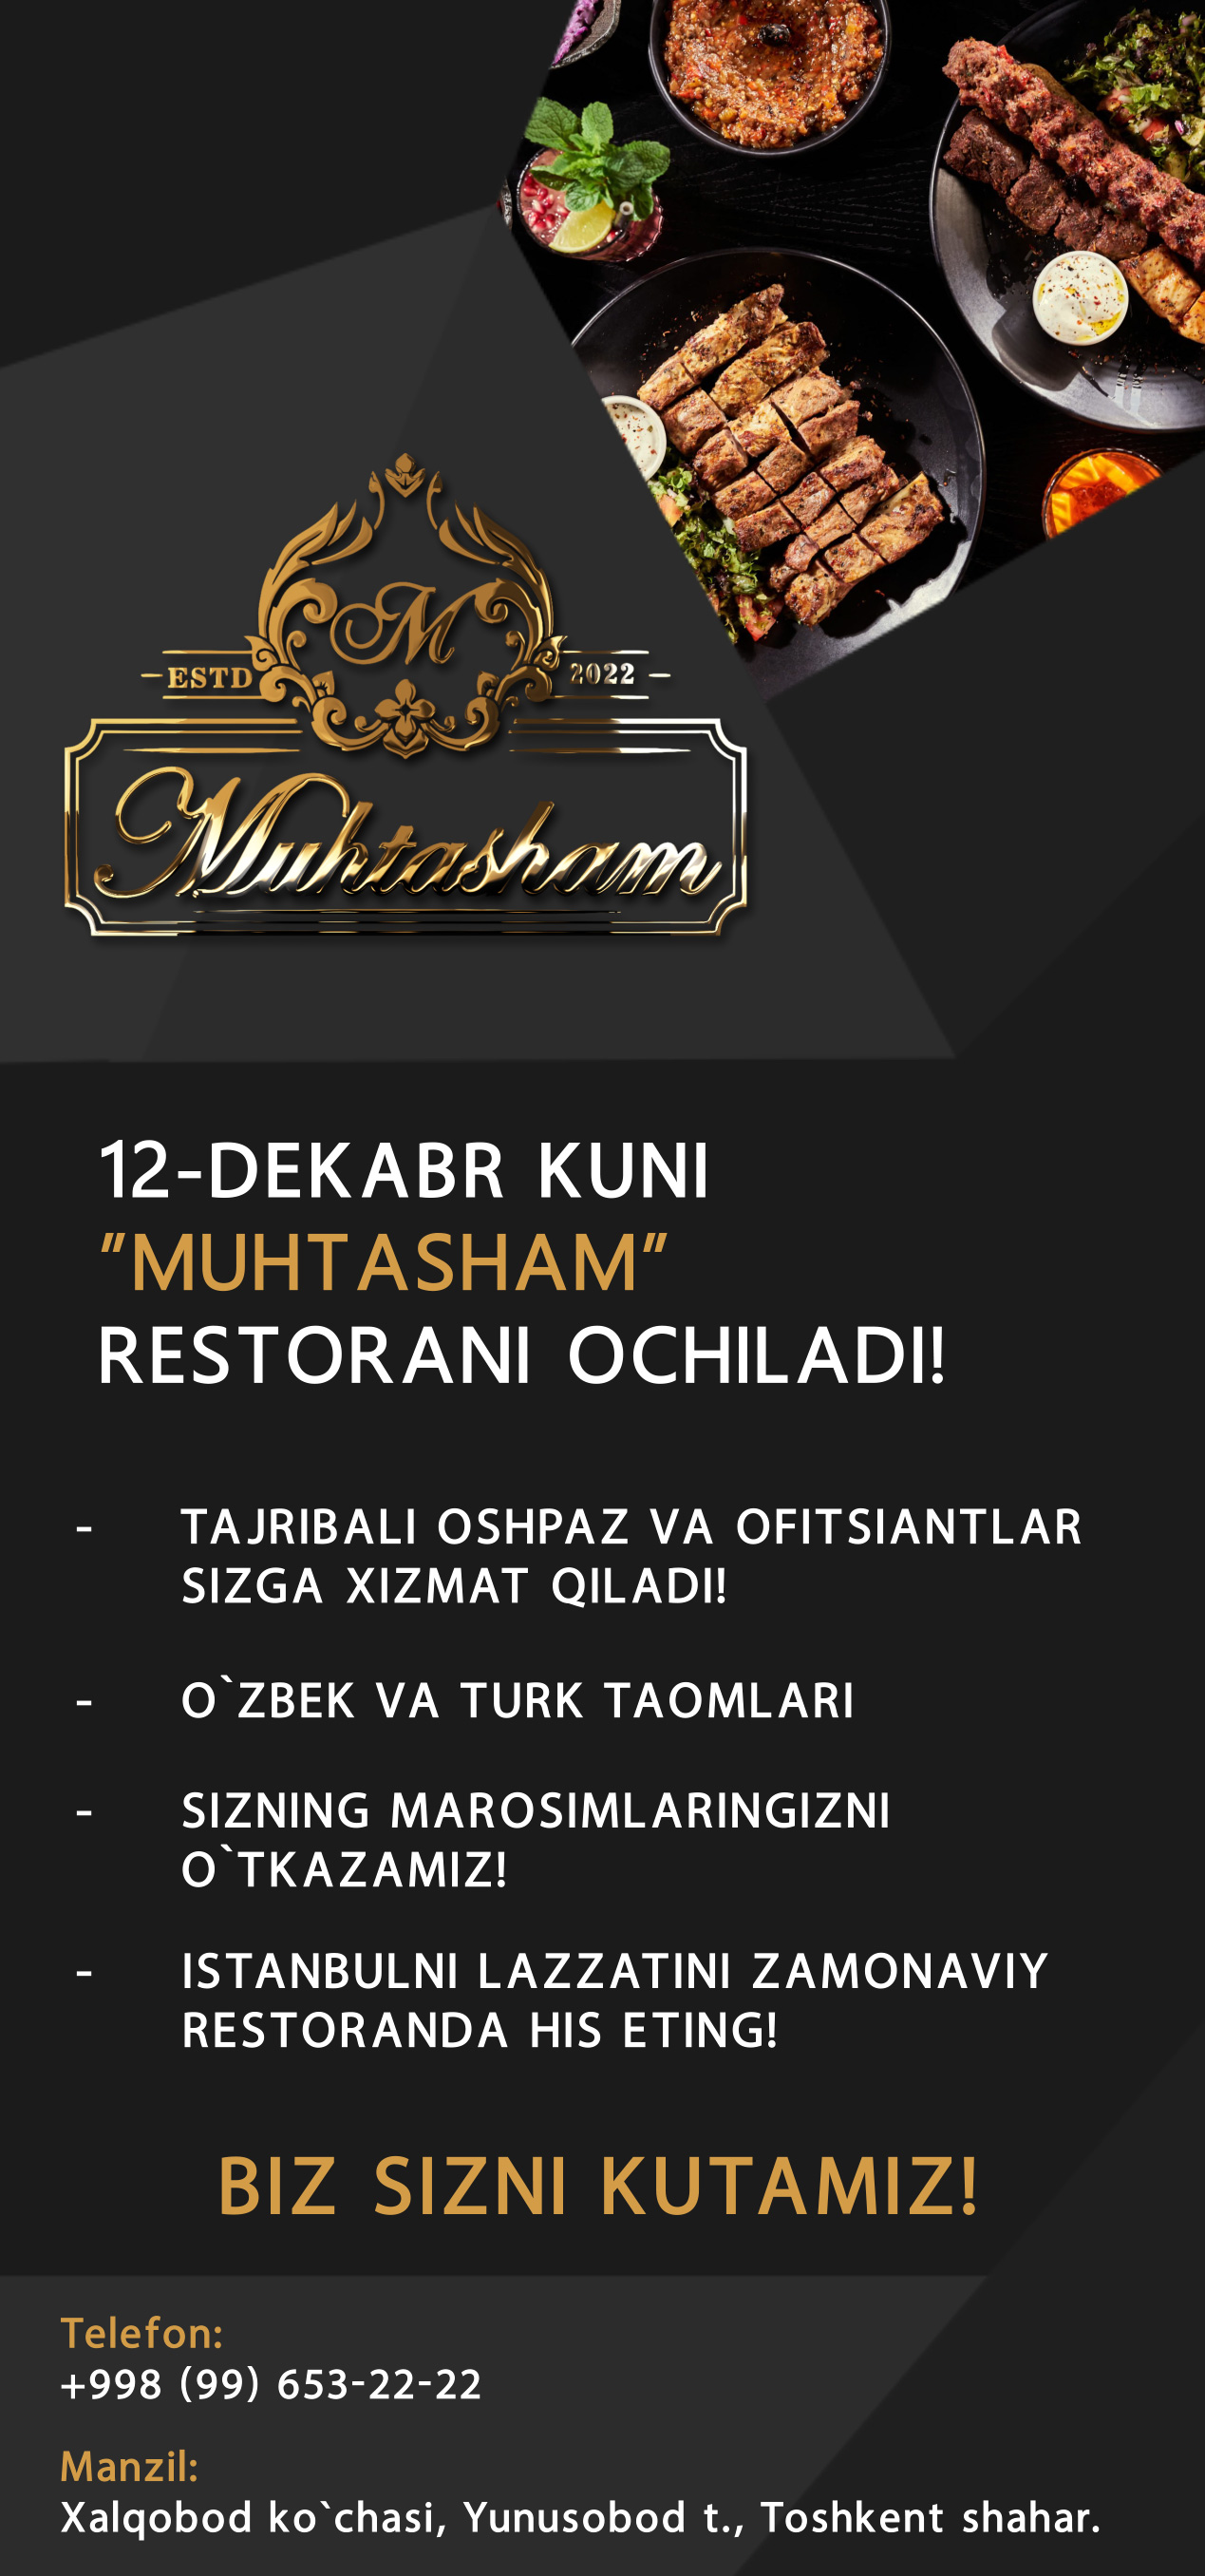 M
ESTD 2022
Muhtasham
12-DEKABR KUNI
"MUHTASHAM"
RESTORANI OCHILADI!
- TAJRIBALI OSHPAZ VA OFITSIANTLAR
SIZGA XIZMAT QILADI!
- O`ZBEK VA TURK TAOMLARI
- SIZNING MAROSIMLARINGIZNI
O`TKAZAMIZ!
- ISTANBULNI LAZZATINI ZAMONAVIY
RESTORANDA HIS ETING!
BIZ SIZNI KUTAMIZ!
Telefon:
+998 (99) 653-22-22
Manzil:
Xalqobod ko`chasi, Yunusobod t., Toshkent shahar.